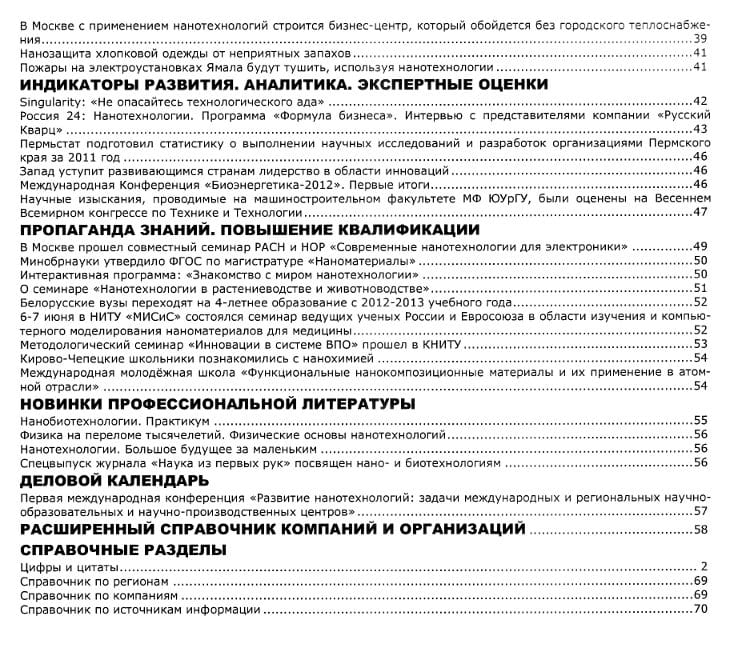 В Москве с применением нанотехнологий строится бизнес-центр, который обойдется без городского теплоснабже-
ния 39
Нанозащита хлопковой одежды от неприятных запахов 41
Пожары на электроустановках Ямала будут тушить, используя нанотехнологии 41
ИНДИКАТОРЫ РАЗВИТИЯ. АНАЛИТИКА. ЭКСПЕРТНЫЕ ОЦЕНКИ
Singularity: «Не опасайтесь технологического ада» 42
Россия 24: Нанотехнологии. Программа «Формула бизнеса». Интервью с представителями компании «Русский
Кварц» 43
Пермьстат подготовил статистику о выполнении научных исследований и разработок организациями Пермского
края за 2011 год 46
Запад уступит развивающимся странам лидерство в области инноваций 46
Международная Конференция «Биоэнергетика-2012». Первые итоги 46
Научные изыскания, проводимые на машиностроительном факультете МФ ЮУрГУ, были оценены на Весеннем
Всемирном конгрессе по Технике и Технологии 47
ПРОПАГАНДА ЗНАНИЙ. ПОВЫШЕНИЕ КВАЛИФИКАЦИИ
В Москве прошел совместный семинар РАСН и НОР «Современные нанотехнологии для электроники» 49
Минобрнауки утвердило ФГОС по магистратуре «Наноматериалы» 50
Интерактивная программа: «Знакомство с миром нанотехнологии» 50
О семинаре «Нанотехнологии в растениеводстве и животноводстве» 51
Белорусские вузы переходят на 4-летнее образование с 2012-2013 учебного года 52
6-7 июня в НИТУ «МИСиС» состоялся семинар ведущих ученых России и Евросоюза в области изучения и компью-
терного моделирования наноматериалов для медицины 52
Методологический семинар «Инновации в системе ВПО» прошел в КНИТУ 53
Кирово-Чепецкие школьники познакомились с нанохимией 54
Международная молодёжная школа «Функциональные нанокомпозиционные материалы и их применение в атом-
ной отрасли» 54
НОВИНКИ ПРОФЕССИОНАЛЬНОЙ ЛИТЕРАТУРЫ
Нанобиотехнологии. Практикум 55
Физика на переломе тысячелетий. Физические основы нанотехнологий 56
Нанотехнологии. Большое будущее за маленьким 56
Спецвыпуск журнала «Наука из первых рук» посвящен нано- и биотехнологиям 56
ДЕЛОВОЙ КАЛЕНДАРЬ
Первая международная конференция «Развитие нанотехнологий: задачи международных и региональных научно-
образовательных и научно-производственных центров» 57
РАСШИРЕННЫЙ СПРАВОЧНИК КОМПАНИЙ И ОРГАНИЗАЦИЙ 58
СПРАВОЧНЫЕ РАЗДЕЛЫ
Цифры и цитаты 2
Справочник по регионам 69
Справочник по компаниям 69
Справочник по источникам информации 70